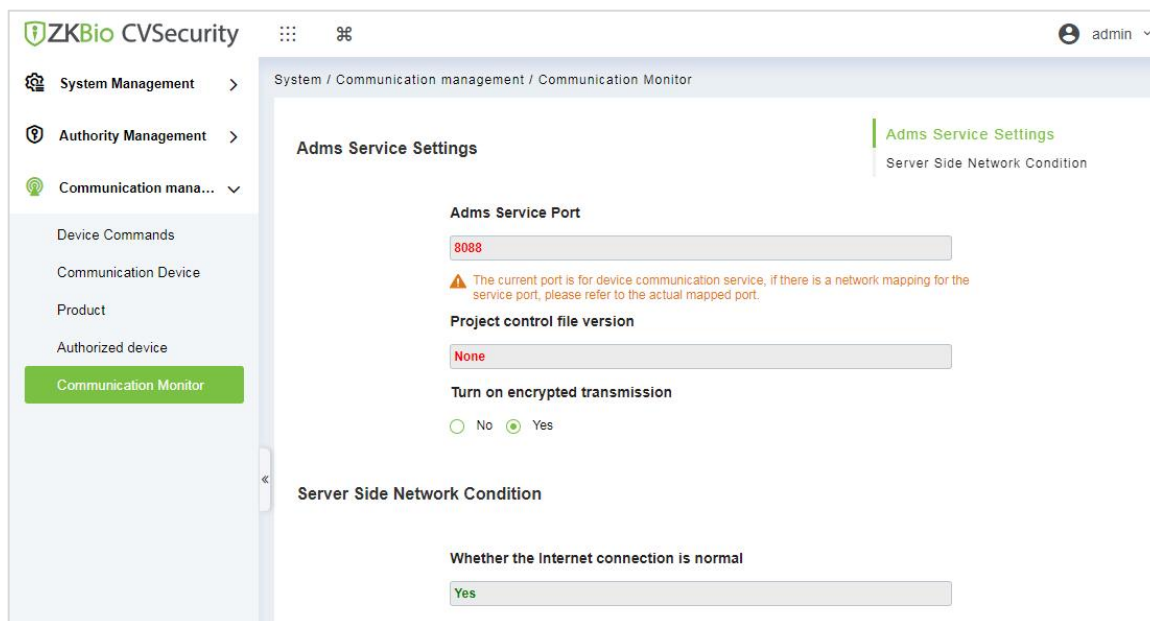 ZKBio CVSecurity
admin
System Management
Authority Management
Communication mana...
Device Commands
Communication Device
Product
Authorized device
Communication Monitor
System / Communication management / Communication Monitor
Adms Service Settings
Adms Service Settings
Server Side Network Condition
Adms Service Port
8088
The current port is for device communication service, if there is a network mapping for the
service port, please refer to the actual mapped port.
Project control file version
None
Turn on encrypted transmission
No Yes
Server Side Network Condition
Whether the Internet connection is normal
Yes